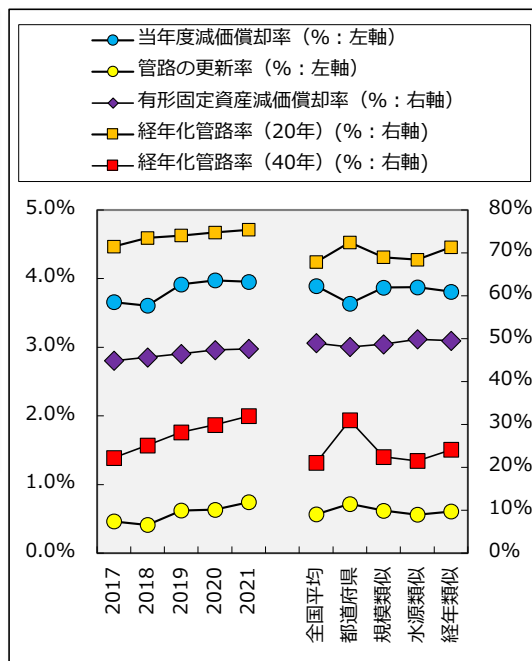 当年度減価償却率（%：左軸）
管路の更新率（%：左軸）
有形固定資産減価償却率（%：右軸）
経年化管路率（20年）(%：右軸)
経年化管路率（40年）(%：右軸)
5.0%
4.0%
3.0%
2.0%
1.0%
0.0%
80%
70%
60%
50%
40%
30%
20%
10%
0%
2017
2018
2019
2020
2021
全国平均
都道府県
規模類似
水源類似
経年類似